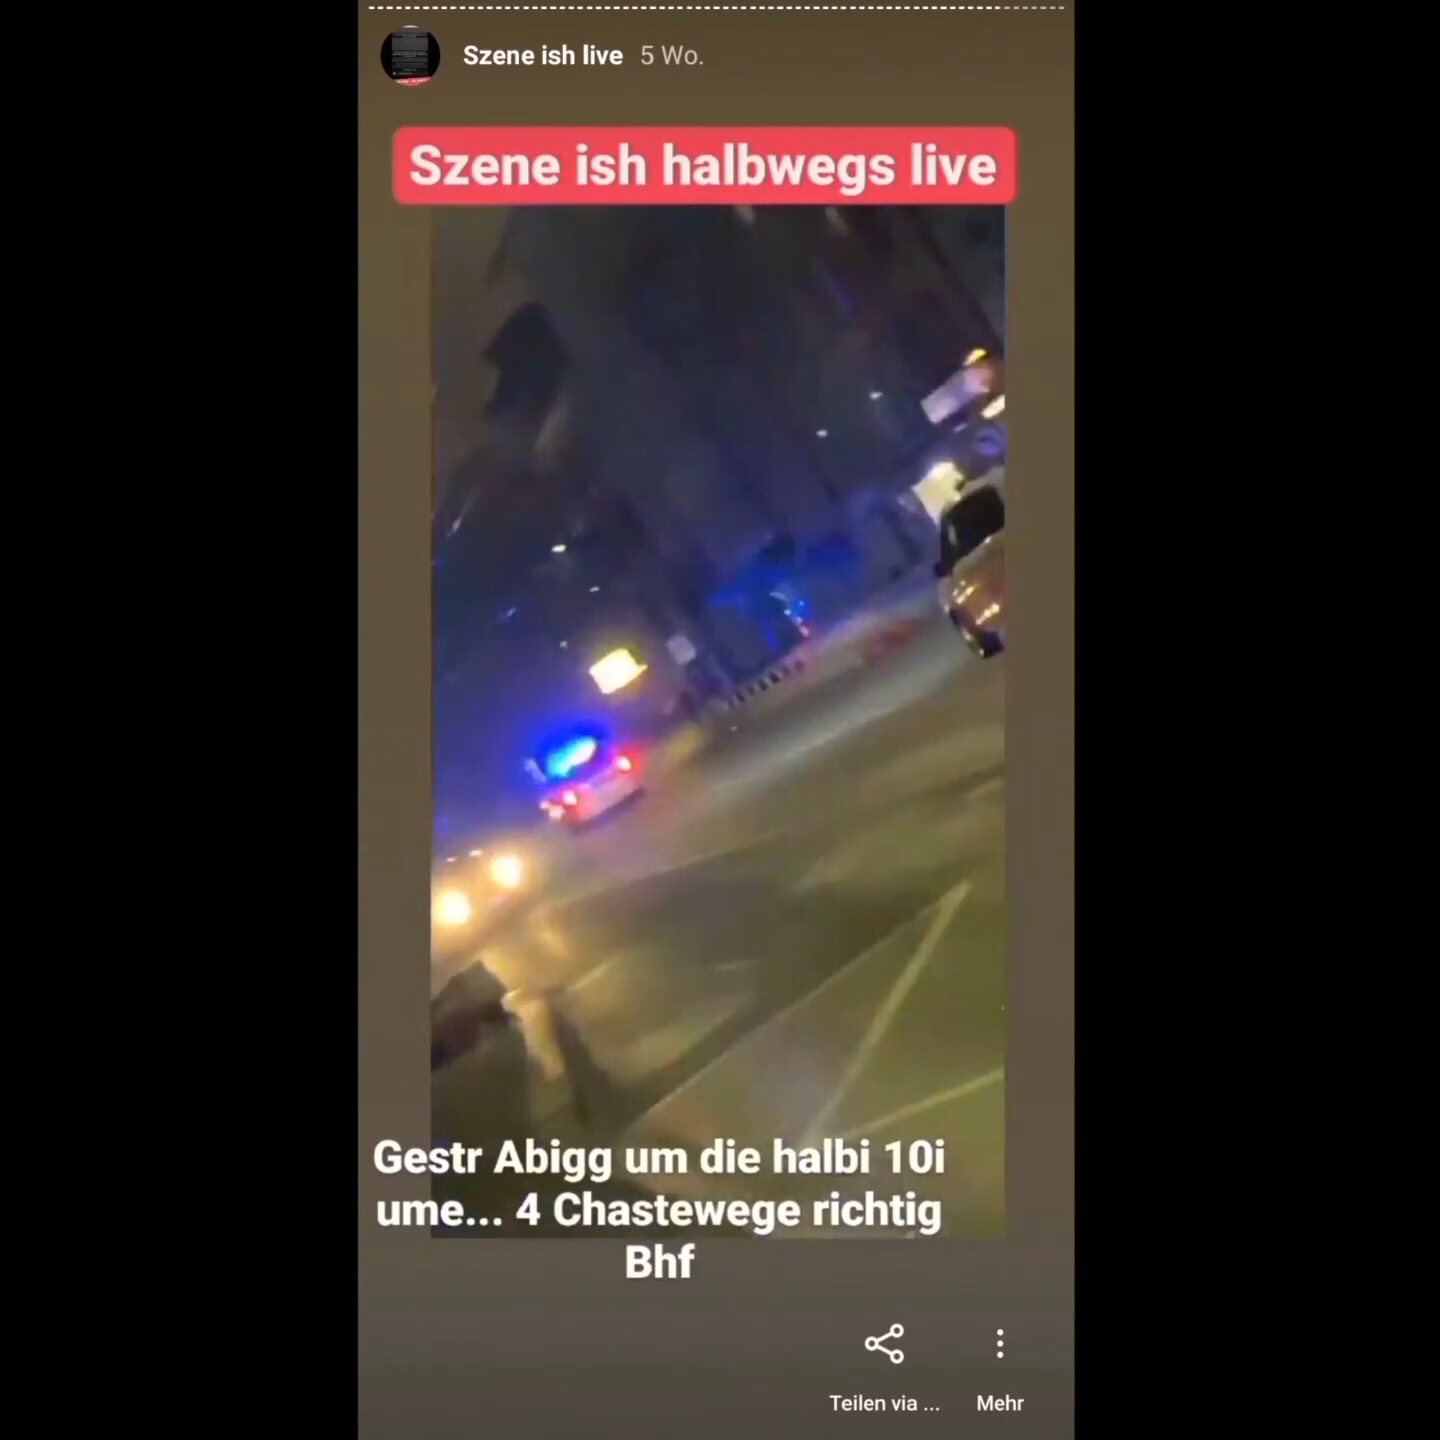 Szene ish live 5 Wo.
Szene ish halbwegs live
Gestr Abigg um die halbi 10i
ume... 4 Chastewege richtig
Bhf
Teilen via ... Mehr